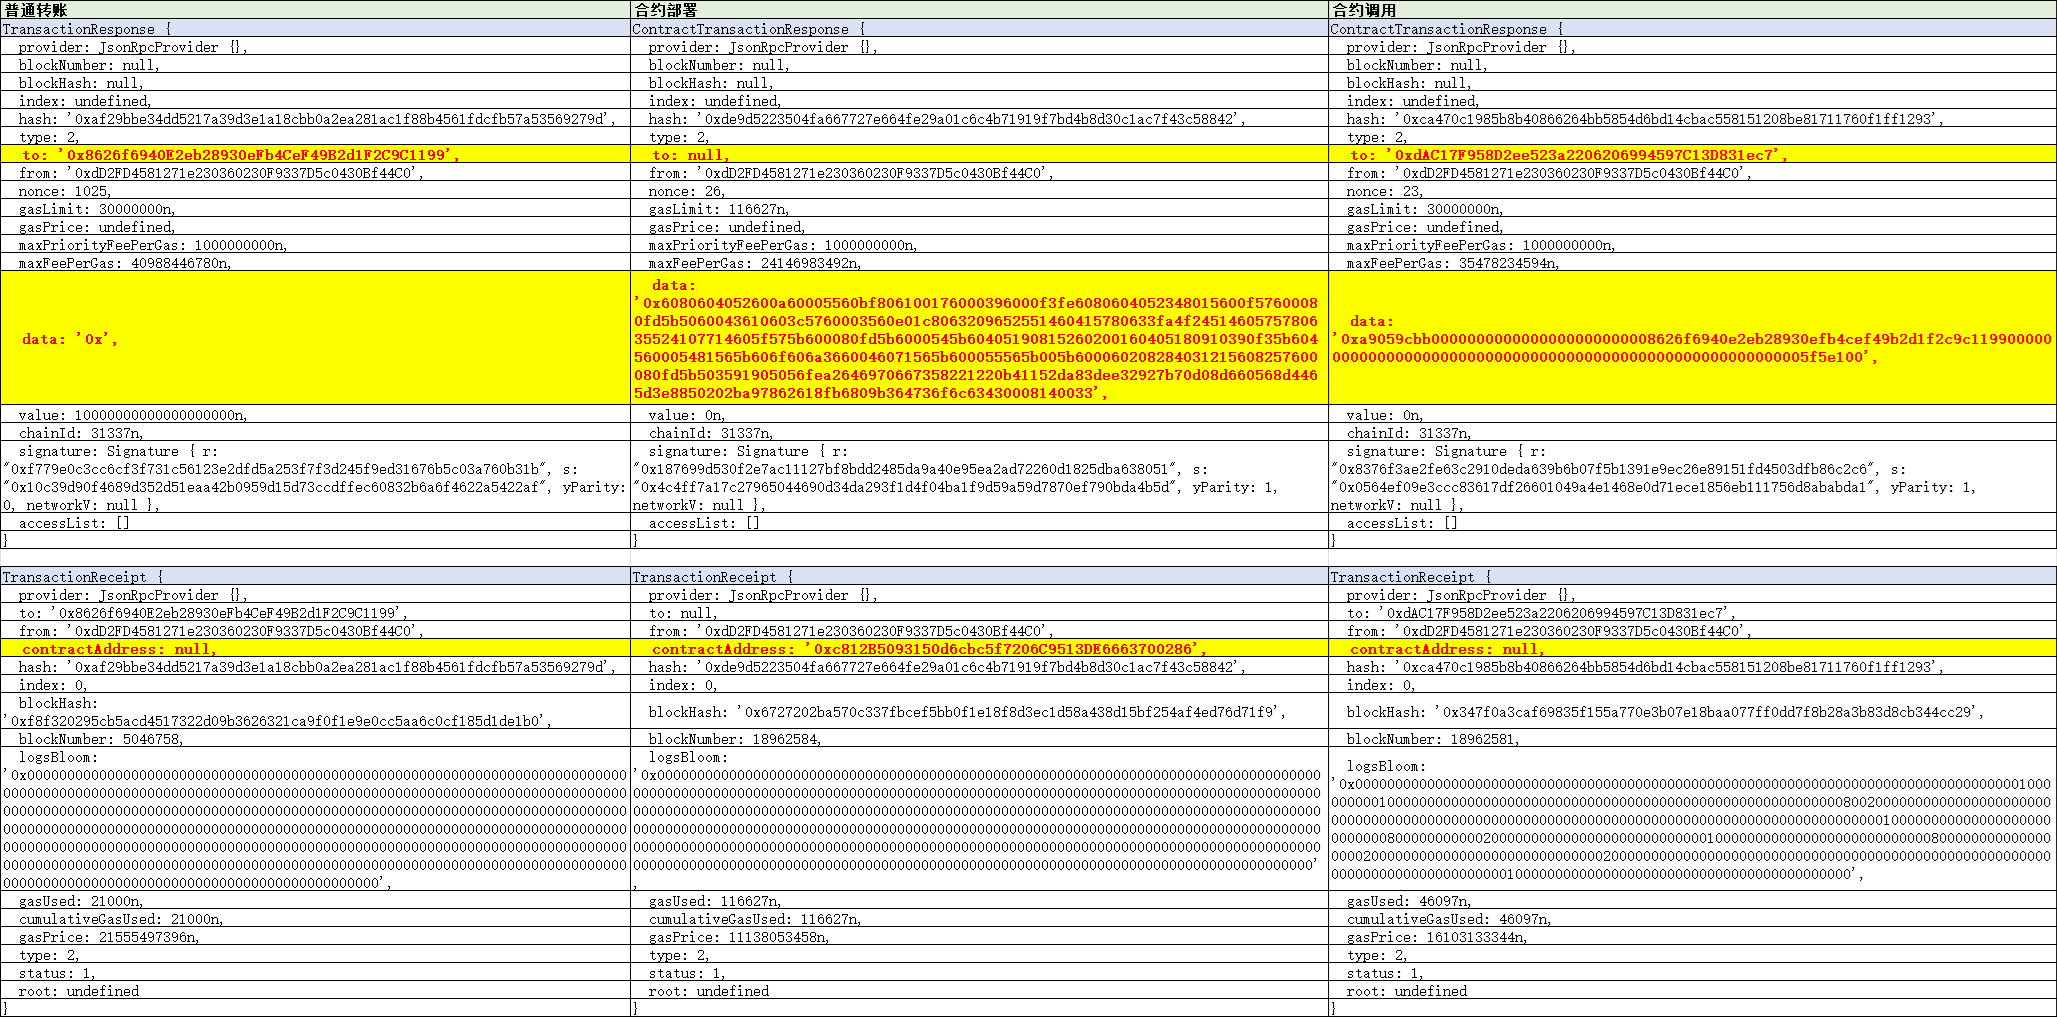 普通转账
TransactionResponse {
provider: JsonRpcProvider {},
blockNumber: null,
blockHash: null,
index: undefined,
hash: '0xaf29bbe34dd5217a39d3e1a18cbb0a2ea281ac1f88b4561fdcfb57a53569279d',
type: 2,
to: '0x8626f6940E2eb28930eFb4CeF49B2d1F2C9C1199',
from: '0xdD2FD4581271e230360230F9337D5c0430Bf44C0',
nonce: 1025,
gasLimit: 30000000n,
gasPrice: undefined,
maxPriorityFeePerGas: 1000000000n,
maxFeePerGas: 40988446780n,
data: '0x',
value: 10000000000000000000n,
chainId: 31337n,
signature: Signature { r:
"0xf779e0c3cc6cf3f731c56123e2dfd5a253f7f3d245f9ed31676b5c03a760b31b", s:
"0x10c39d90f4689d352d51eaa42b0959d15d73ccdffec60832b6a6f4622a5422af", yParity:
0, networkV: null },
accessList: []
}
TransactionReceipt {
provider: JsonRpcProvider {},
to: '0x8626f6940E2eb28930eFb4CeF49B2d1F2C9C1199',
from: '0xdD2FD4581271e230360230F9337D5c0430Bf44C0',
contractAddress: null,
hash: '0xaf29bbe34dd5217a39d3e1a18cbb0a2ea281ac1f88b4561fdcfb57a53569279d',
index: 0,
blockHash:
'0xf8f320295cb5acd4517322d09b3626321ca9f0f1e9e0cc5aa6c0cf185d1de1b0',
blockNumber: 5046758,
logsBloom:
gasUsed: 21000n,
cumulativeGasUsed: 21000n,
gasPrice: 21555497396n,
type: 2,
status: 1,
root: undefined
}
合约部署
ContractTransactionResponse {
provider: JsonRpcProvider {},
blockNumber: null,
blockHash: null,
index: undefined,
hash: '0xde9d5223504fa667727e664fe29a01c6c4b71919f7bd4b8d30c1ac7f43c58842',
type: 2,
to: null,
from: '0xdD2FD4581271e230360230F9337D5c0430Bf44C0',
nonce: 26,
gasLimit: 116627n,
gasPrice: undefined,
maxPriorityFeePerGas: 1000000000n,
maxFeePerGas: 24146983492n,
data:
'0x6080604052600a60005560bf806100176000396000f3fe6080604052348015600f5760008
0fd5b5060043610603c5760003560e01c8063209652551460415780633fa4f24514605757806
35524107714605f575b600080fd5b6000545b60405190815260200160405180910390f35b604
560005481565b606f606a3660046071565b600055565b005b600060208284031215608257600
080fd5b503591905056fea2646970667358221220b41152da83dee32927b70d08d660568d446
5d3e8850202ba97862618fb6809b364736f6c63430008140033',
value: 0n,
chainId: 31337n,
signature: Signature { r:
"0x187699d530f2e7ac11127bf8bdd2485da9a40e95ea2ad72260d1825dba638051", s:
"0x4c4ff7a17c27965044690d34da293f1d4f04ba1f9d59a59d7870ef790bda4b5d", yParity: 1,
networkV: null },
accessList: []
}
TransactionReceipt {
provider: JsonRpcProvider {},
to: null,
from: '0xdD2FD4581271e230360230F9337D5c0430Bf44C0',
contractAddress: '0xc812B5093150d6cbc5f7206C9513DE6663700286',
hash: '0xde9d5223504fa667727e664fe29a01c6c4b71919f7bd4b8d30c1ac7f43c58842',
index: 0,
blockHash: '0x6727202ba570c337fbcef5bb0f1e18f8d3ec1d58a438d15bf254af4ed76d71f9',
blockNumber: 18962584,
logsBloom:
gasUsed: 116627n,
cumulativeGasUsed: 116627n,
gasPrice: 11138053458n,
type: 2,
status: 1,
root: undefined
}
合约调用
ContractTransactionResponse {
provider: JsonRpcProvider {},
blockNumber: null,
blockHash: null,
index: undefined,
hash: '0xca470c1985b8b40866264bb5854d6bd14cbac558151208be81711760f1ff1293',
type: 2,
to: '0xdAC17F958D2ee523a2206206994597C13D831ec7',
from: '0xdD2FD4581271e230360230F9337D5c0430Bf44C0',
nonce: 23,
gasLimit: 30000000n,
gasPrice: undefined,
maxPriorityFeePerGas: 1000000000n,
maxFeePerGas: 35478234594n,
data:
'0xa9059cbb0000000000000000000000008626f6940e2eb28930efb4cef49b2d1f2c9c119900000
00000000000000000000000000000000000000000000000000005f5e100',
value: 0n,
chainId: 31337n,
signature: Signature { r:
"0x8376f3ae2fe63c2910deda639b6b07f5b1391e9ec26e89151fd4503dfb86c2c6", s:
"0x0564ef09e3ccc83617df26601049a4e1468e0d71ece1856eb111756d8ababda1", yParity: 1,
networkV: null },
accessList: []
}
TransactionReceipt {
provider: JsonRpcProvider {},
to: '0xdAC17F958D2ee523a2206206994597C13D831ec7',
from: '0xdD2FD4581271e230360230F9337D5c0430Bf44C0',
contractAddress: null,
hash: '0xca470c1985b8b40866264bb5854d6bd14cbac558151208be81711760f1ff1293',
index: 0,
blockHash: '0x347f0a3caf69835f155a770e3b07e18baa077ff0dd7f8b28a3b83d8cb344cc29',
blockNumber: 18962581,
logsBloom:
gasUsed: 46097n,
cumulativeGasUsed: 46097n,
gasPrice: 16103133344n,
type: 2,
status: 1,
root: undefined
}